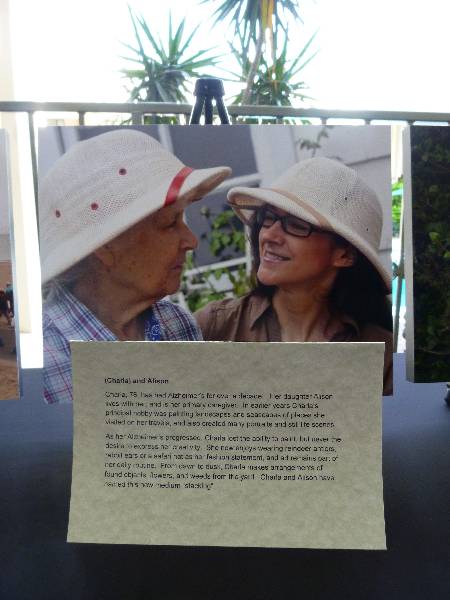 (Charla) and Alison
Charla, 78, has had Alzheimer's for over a decade. Her daughter Alison
lives with her, and is her primary caregiver. In earlier years Charla's
principal hobby was painting landscapes and seascapes of places she
visited on her travels, and also created many portraits and still life scenes.
As her Alzheimer's progressed, Charla lost the ability to paint, but never the
desire to express her creativity. She now enjoys wearing reindeer antlers,
rabbit ears or a safari hat as her fashion statement, and art remains part of
her daily routine. From dawn to dusk, Charla makes arrangements of
found objects, flowers, and weeds from the yard. Charla and Alison have
named this new medium "stacking"